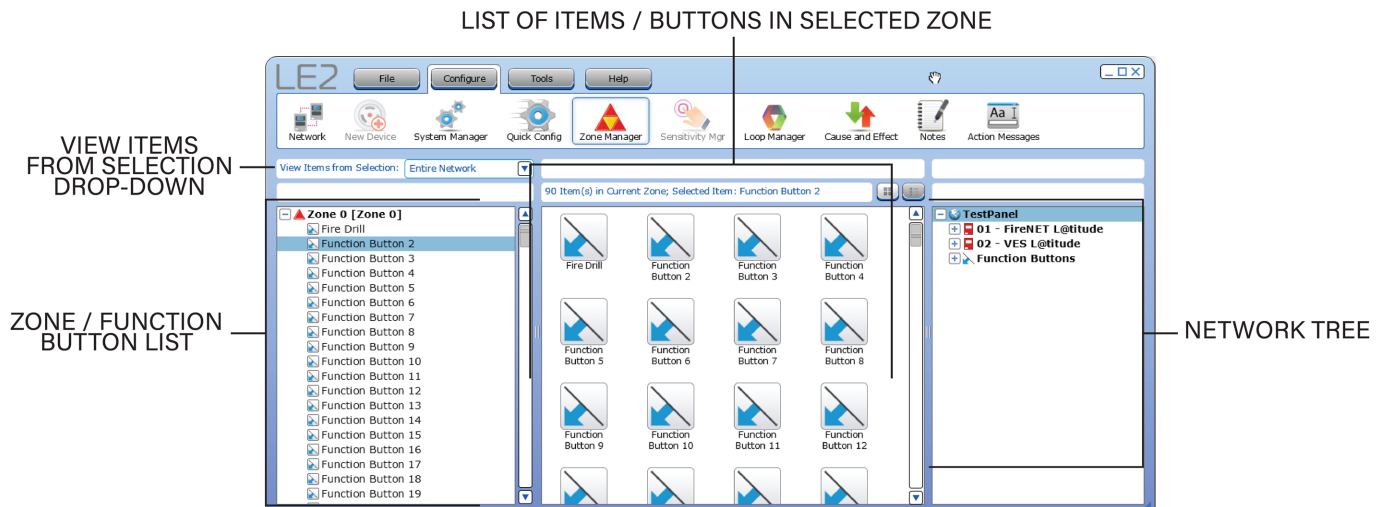 LIST OF ITEMS / BUTTONS IN SELECTED ZONE
LE2
File
Configure
Tools
Help
Network
New Device
System Manager
Quick Config
Zone Manager
Sensitivity Mgr
Loop Manager
Cause and Effect
Notes
Aa
Action Messages
VIEW ITEMS
FROM SELECTION
DROP-DOWN
View Items from Selection:
Entire Network
90 Item(s) in Current Zone; Selected Item: Function Button 2
ZONE / FUNCTION
BUTTON LIST
Zone 0 [Zone 0]
Fire Drill
Function Button 2
Function Button 3
Function Button 4
Function Button 5
Function Button 6
Function Button 7
Function Button 8
Function Button 9
Function Button 10
Function Button 11
Function Button 12
Function Button 13
Function Button 14
Function Button 15
Function Button 16
Function Button 17
Function Button 18
Function Button 19
Fire Drill
Function
Button 2
Function
Button 3
Function
Button 4
Function
Button 5
Function
Button 6
Function
Button 7
Function
Button 8
Function
Button 9
Function
Button 10
Function
Button 11
Function
Button 12
TestPanel
01 - FireNET L@titude
02 - VES L@titude
Function Buttons
NETWORK TREE